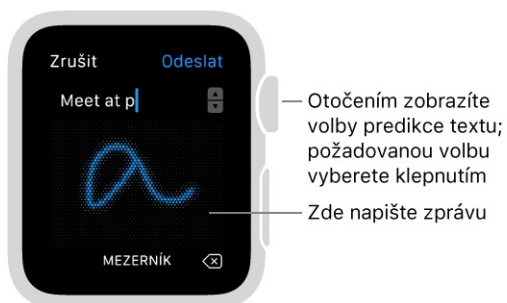 Zrušit Odeslat
Meet at p
a
MEZERNÍK
Otočením zobrazíte
volby predikce textu;
požadovanou volbu
vyberete klepnutím
Zde napište zprávu